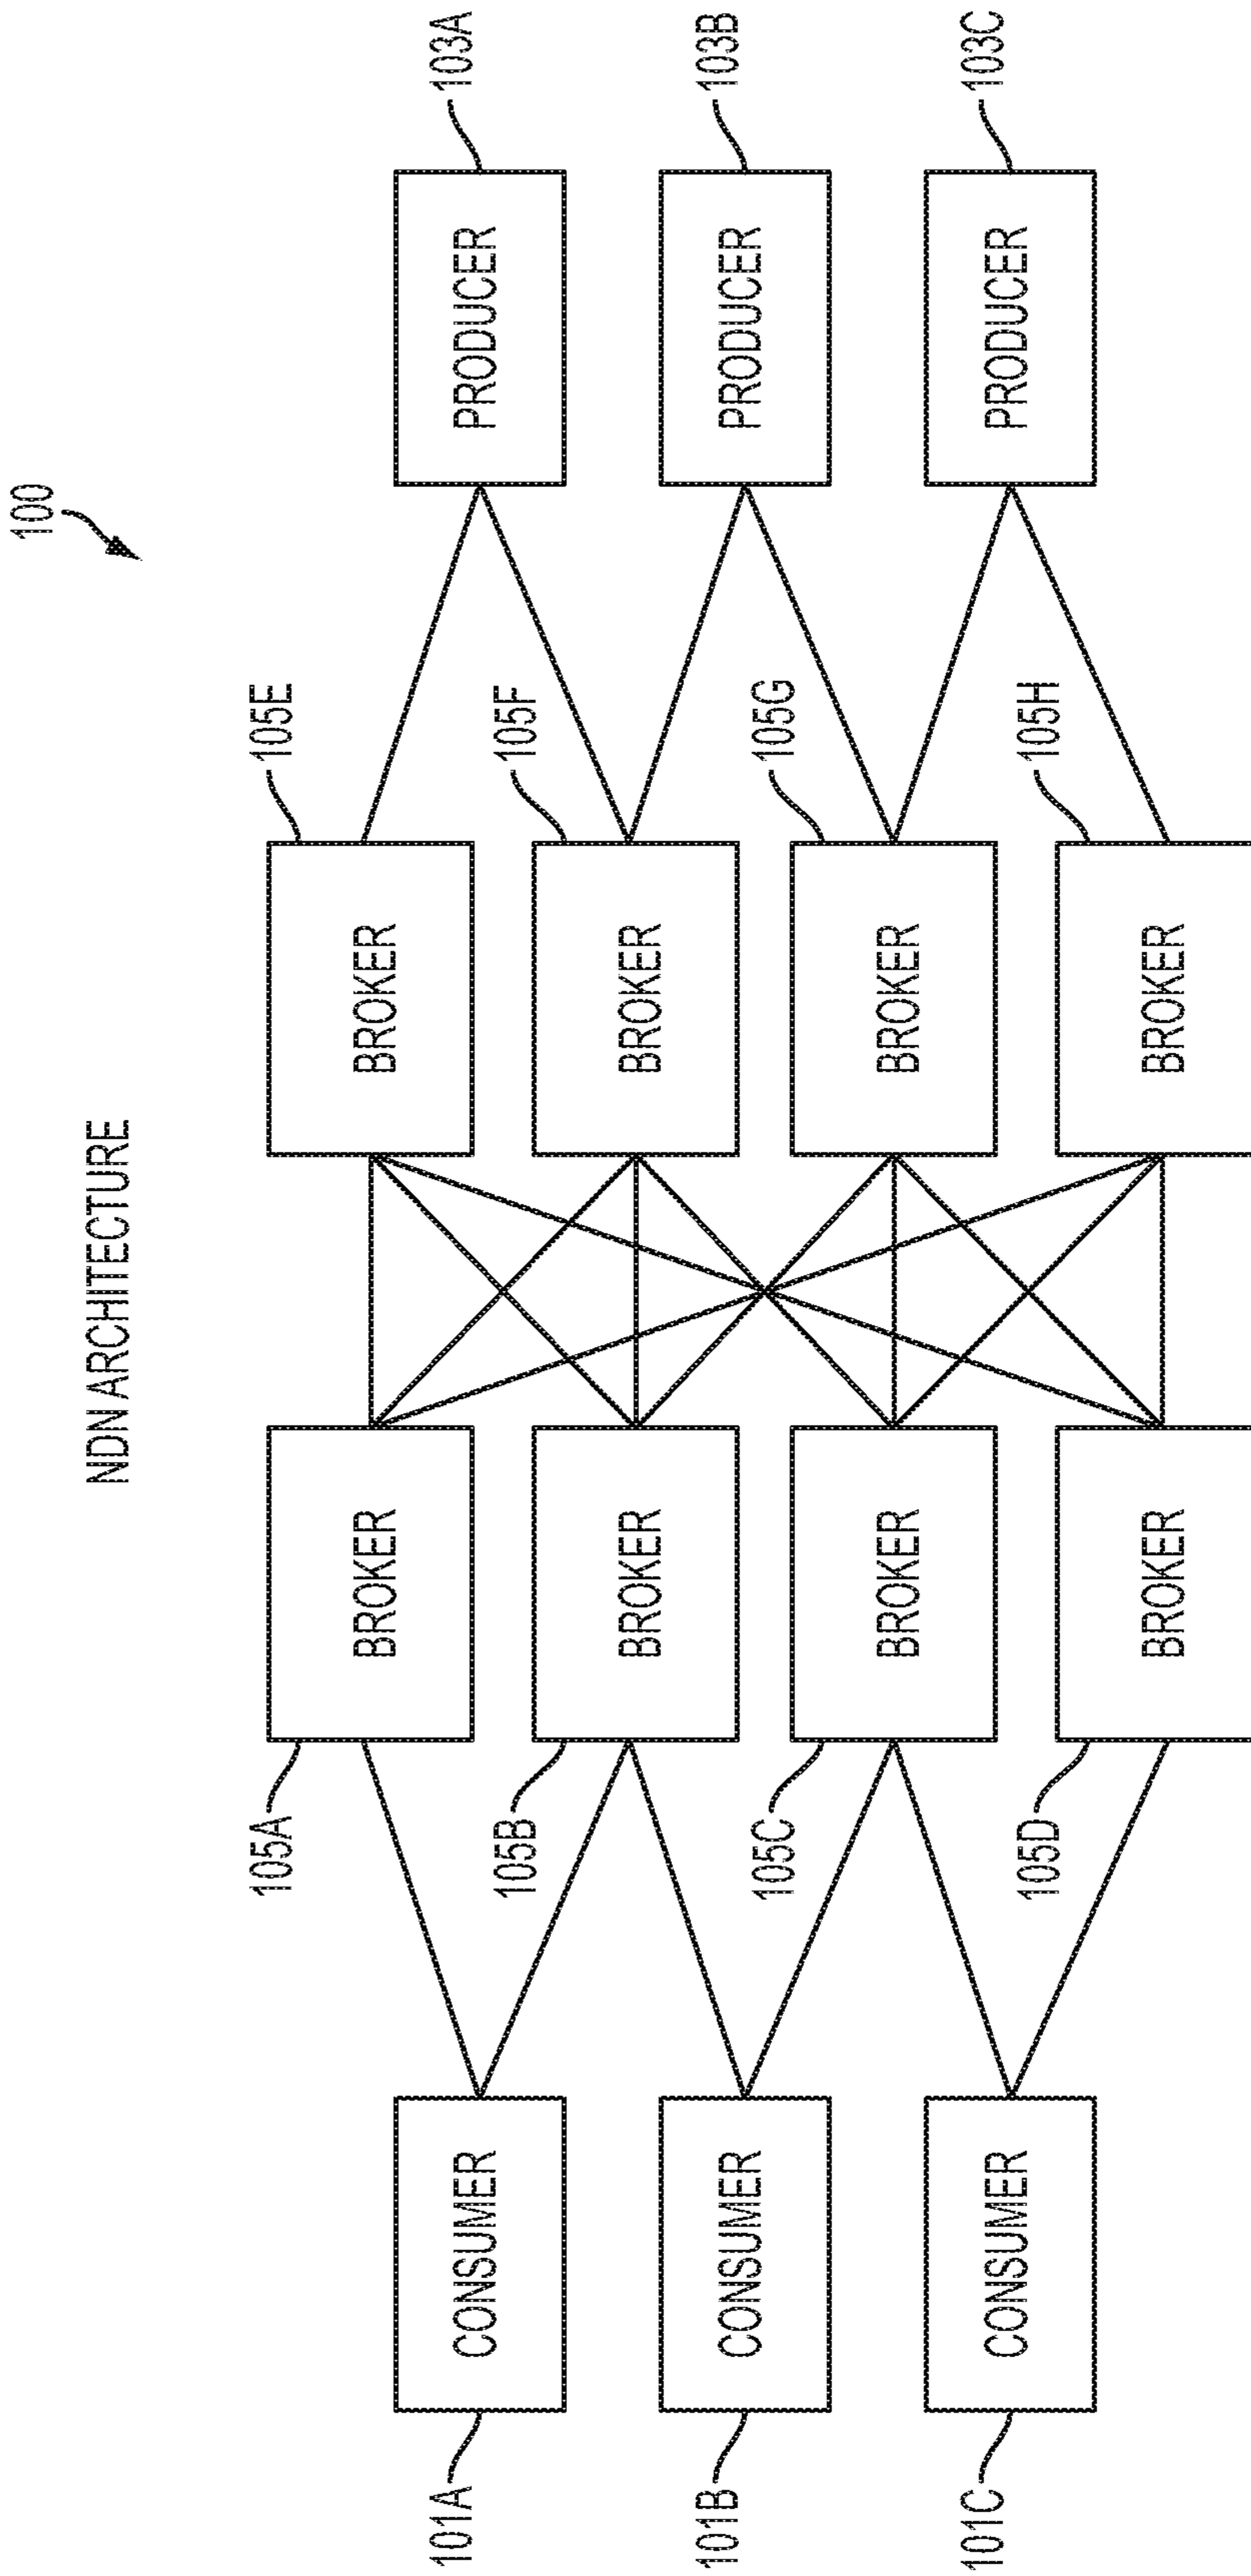 NDN ARCHITECTURE
100
105A
BROKER
BROKER
105E
101A
CONSUMER
PRODUCER
103A
105B
BROKER
BROKER
105F
101B
CONSUMER
PRODUCER
103B
105C
BROKER
BROKER
105G
101C
CONSUMER
PRODUCER
103C
105D
BROKER
BROKER
105H